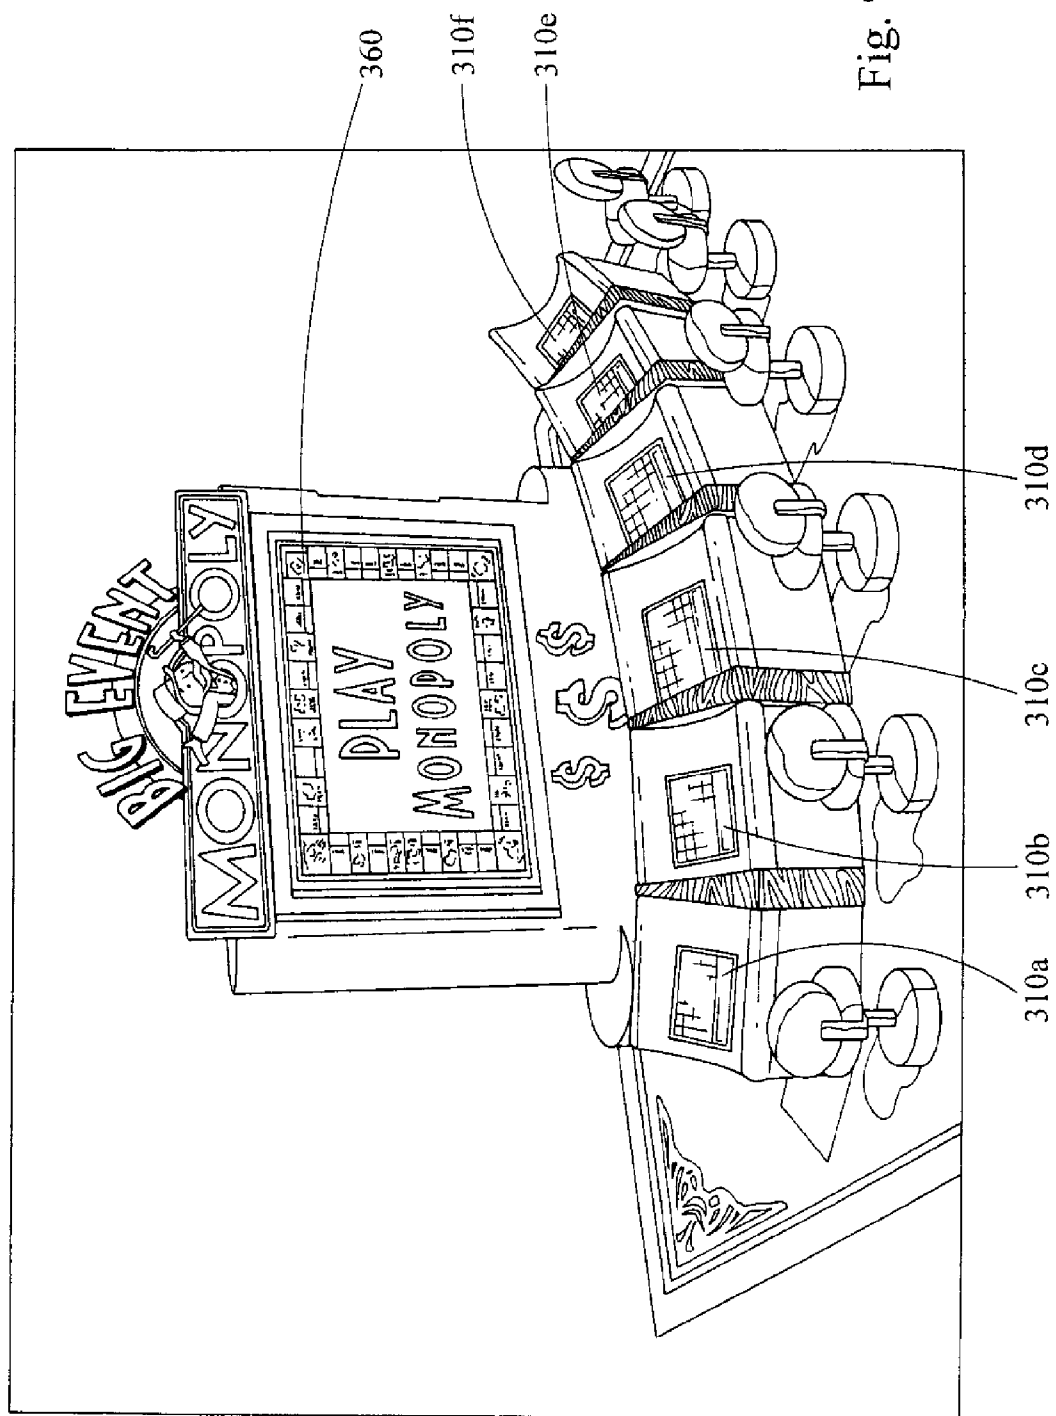 BIG EVENT
MONOPOLY
PLAY
MONOPOLY
$ $ $
360
310f
310e
310d
310c
310b
310a
Fig.